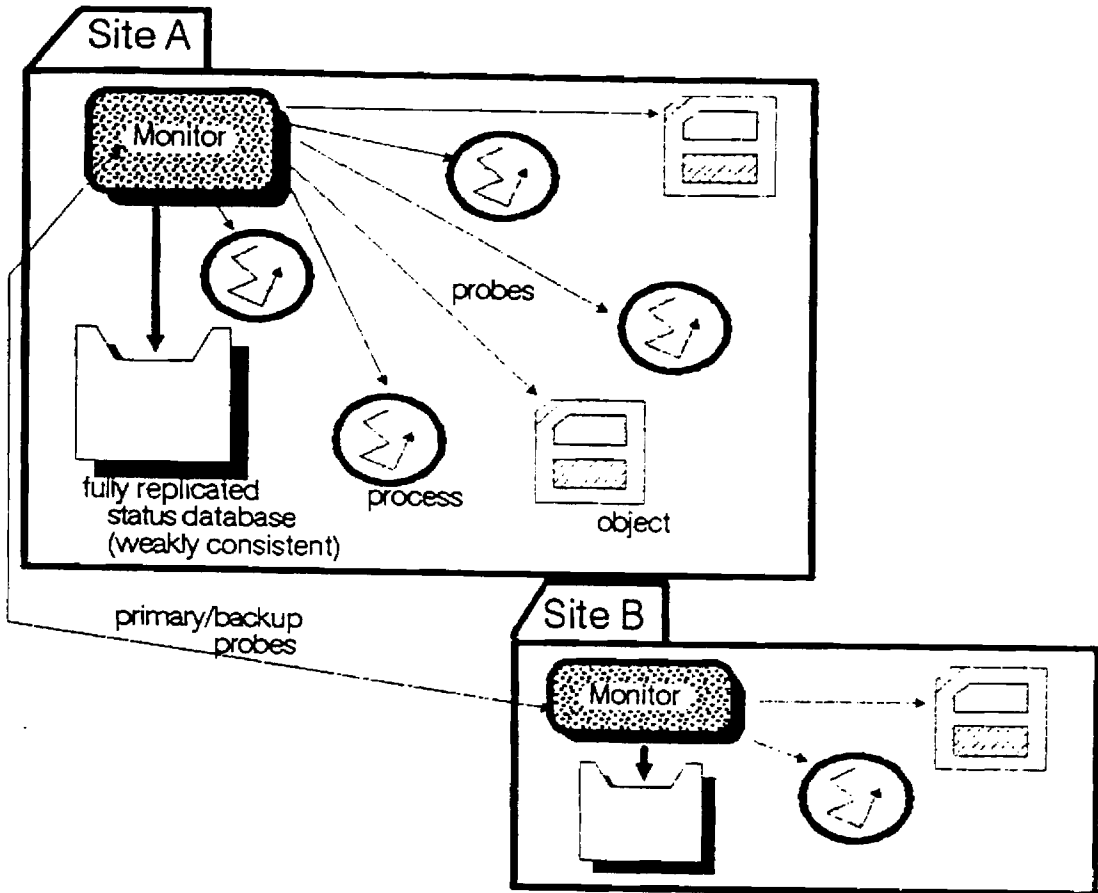 Site A
Monitor
probes
process
object
fully replicated
status database
(weakly consistent)
primary/backup
probes
Site B
Monitor